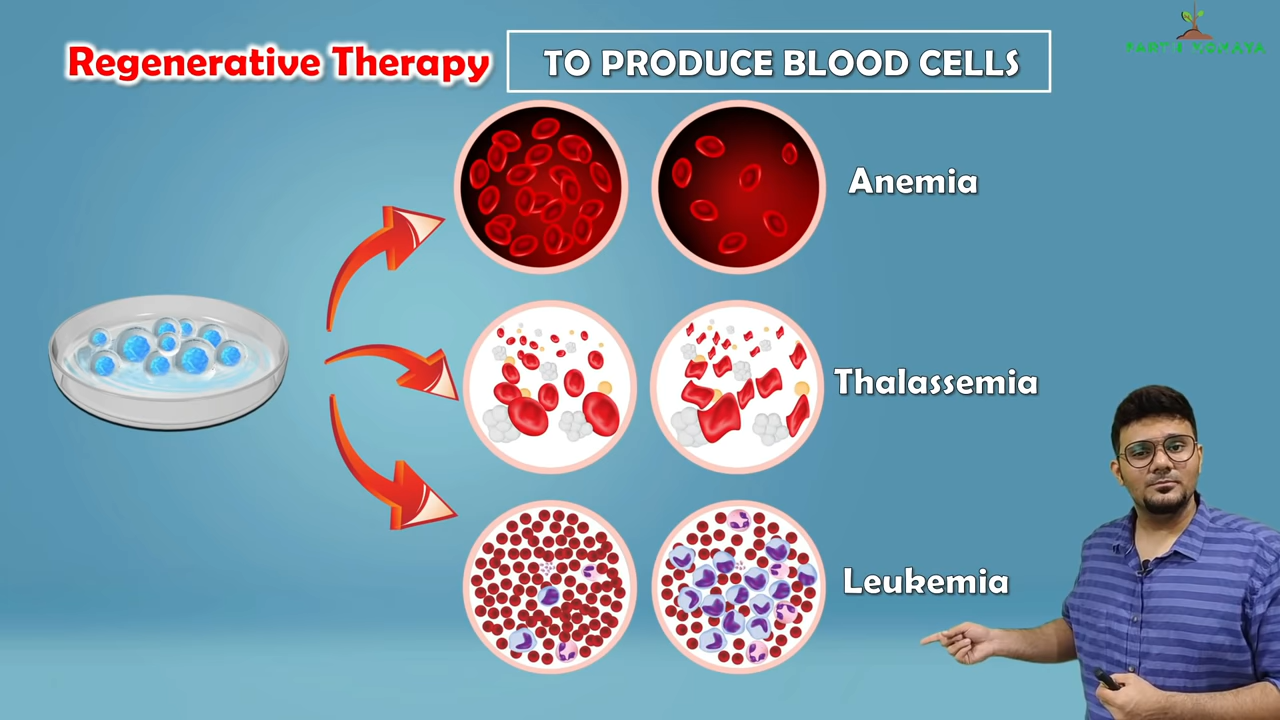 Regenerative Therapy
TO PRODUCE BLOOD CELLS
Anemia
Thalassemia
Leukemia